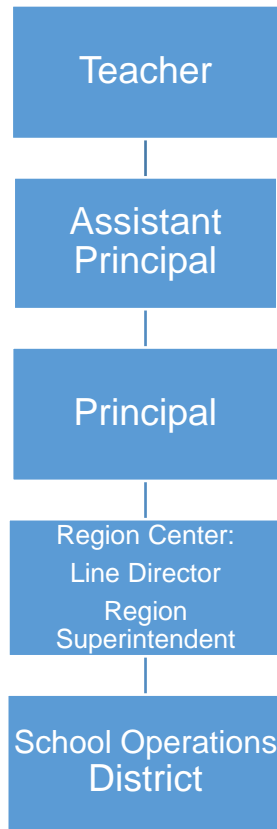 Teacher
Assistant
Principal
Principal
Region Center:
Line Director
Region
Superintendent
School Operations
District